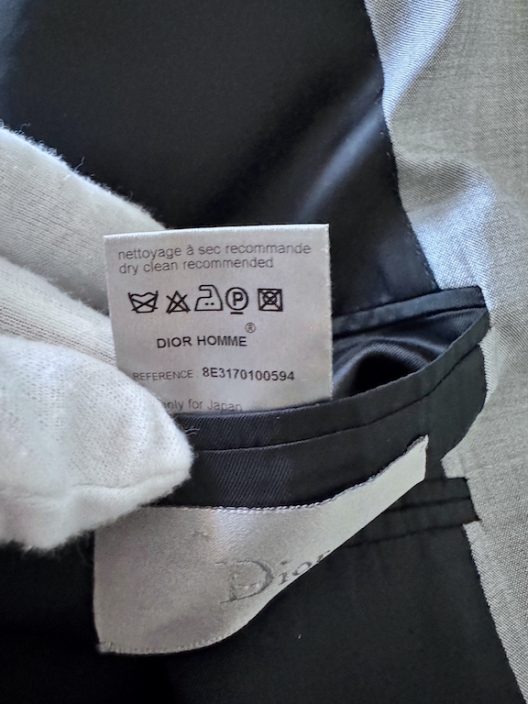 nettoyage à sec recommande
dry clean recommended
P
DIOR HOMME®
REFERENCE 8E3170100594
only for Japan
Dior